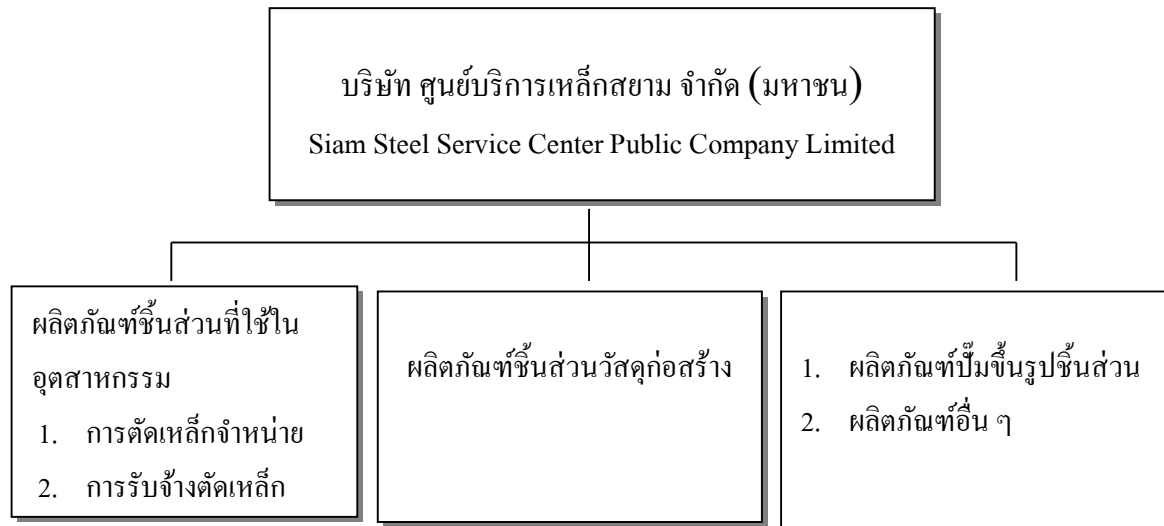 บริษัท ศูนย์บริการเหล็กสยาม จำกัด (มหาชน)
Siam Steel Service Center Public Company Limited
ผลิตภัณฑ์ชิ้นส่วนที่ใช้ใน
อุตสาหกรรม
1. การตัดเหล็กจำหน่าย
2. การรับจ้างตัดเหล็ก
ผลิตภัณฑ์ชิ้นส่วนวัสดุก่อสร้าง
1. ผลิตภัณฑ์ปั๊มขึ้นรูปชิ้นส่วน
2. ผลิตภัณฑ์อื่น ๆ